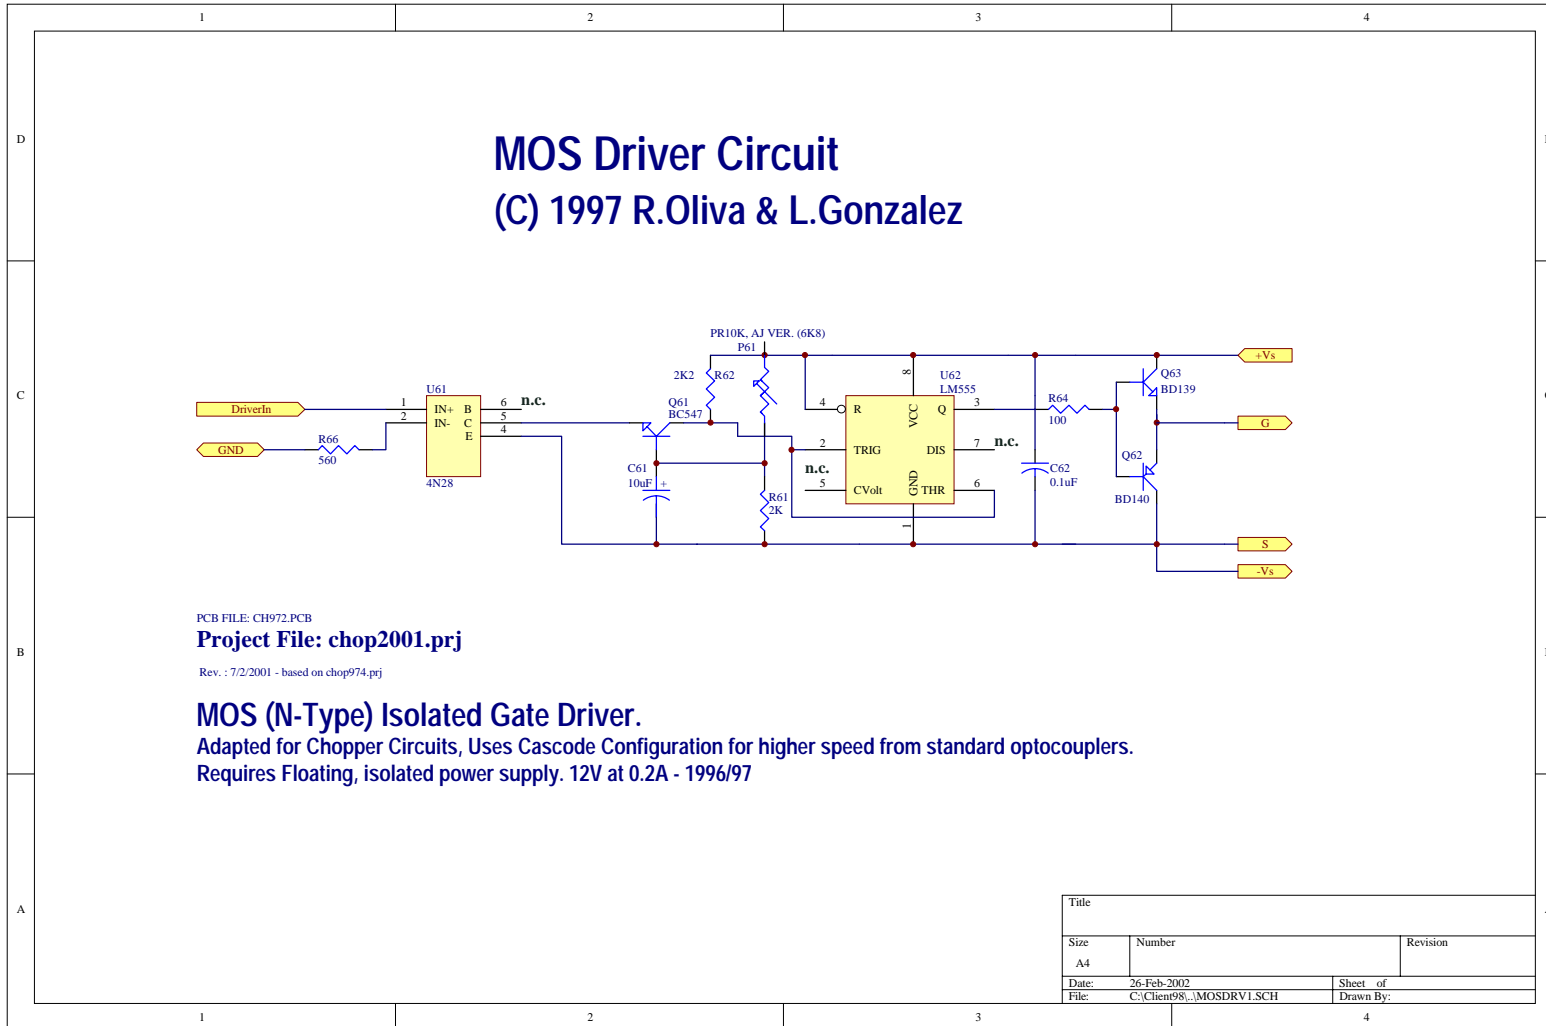 1 2 3 4
D
MOS Driver Circuit
(C) 1997 R.Oliva & L.Gonzalez
C
PR10K, AJ VER. (6K8)
P61
+Vs
2K2 R62
U62
LM555
Q63
BD139
U61
Q61
BC547
R64
100
DriverIn
1 IN+ B 6 n.c.
2 IN- C 5
E 4
4N28
GND
R66
560
4 R VCC 8 Q 3
2 TRIG DIS 7 n.c.
n.c.
5 CVolt GND THR 6
1
G
Q62
BD140
C61
10uF +
R61
2K
C62
0.1uF
S
-Vs
PCB FILE: CH972.PCB
Project File: chop2001.prj
B
Rev. : 7/2/2001 - based on chop974.prj
MOS (N-Type) Isolated Gate Driver.
Adapted for Chopper Circuits, Uses Cascode Configuration for higher speed from standard optocouplers.
Requires Floating, isolated power supply. 12V at 0.2A - 1996/97
A
Title
Size Number Revision
A4
Date: 26-Feb-2002 Sheet of
File: C:\Client98\..\MOSDRV1.SCH Drawn By:
1 2 3 4